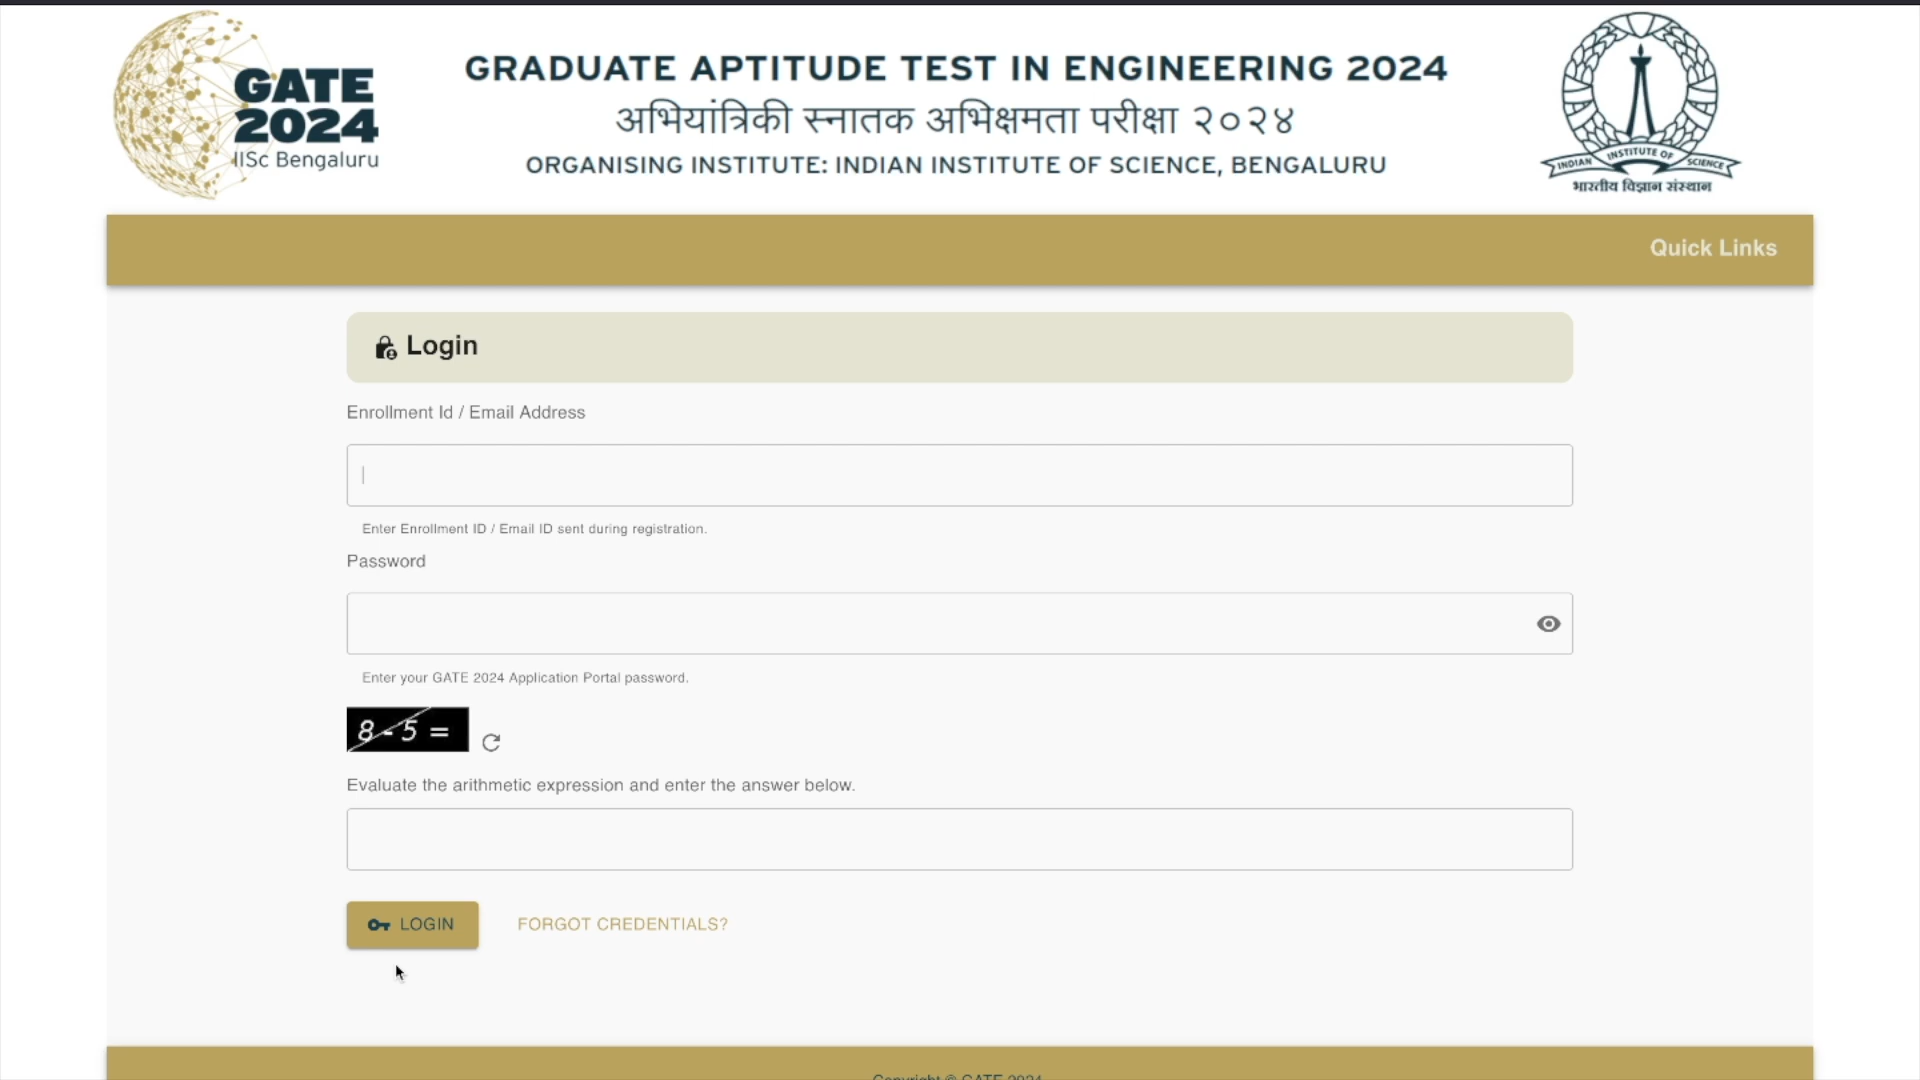 GATE
2024
IISc Bengaluru
GRADUATE APTITUDE TEST IN ENGINEERING 2024
अभियांत्रिकी स्नातक अभिक्षमता परीक्षा २०२४
ORGANISING INSTITUTE: INDIAN INSTITUTE OF SCIENCE, BENGALURU
INDIAN INSTITUTE OF SCIENCE
भारतीय विज्ञान संस्थान
Quick Links
Login
Enrollment Id / Email Address
Enter Enrollment ID / Email ID sent during registration.
Password
Enter your GATE 2024 Application Portal password.
8 - 5 =
Evaluate the arithmetic expression and enter the answer below.
LOGIN
FORGOT CREDENTIALS?
Copyright © GATE 2024